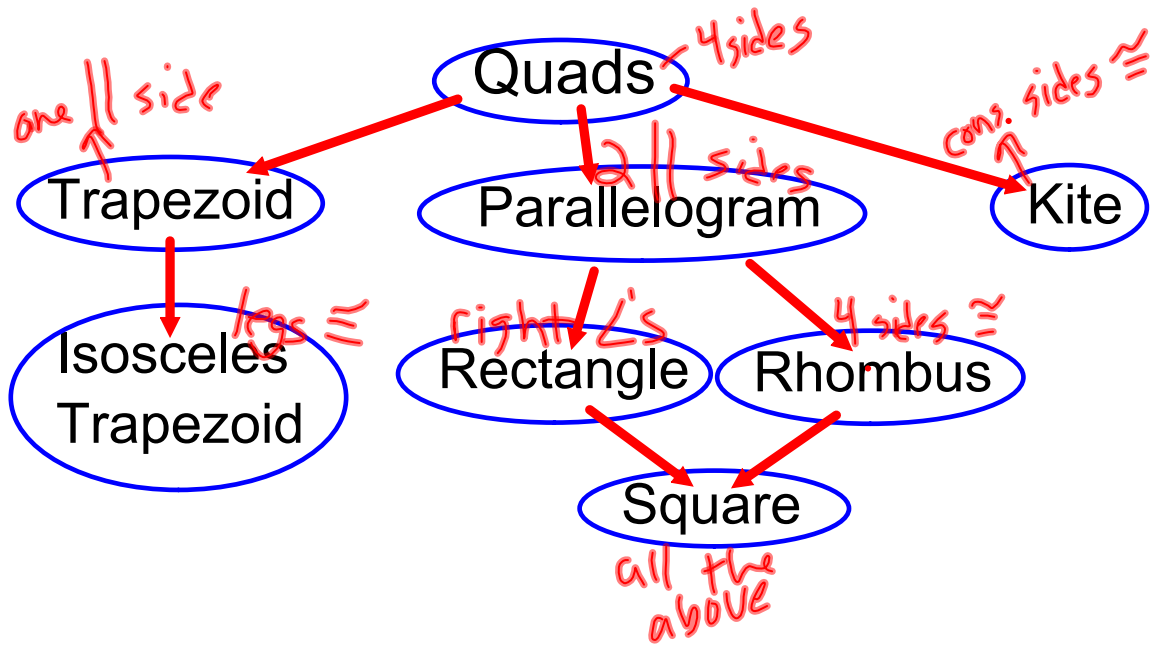 Quads
- 4 sides
one || side
cons. sides ≅
Trapezoid
2 || sides
Parallelogram
Kite
legs ≅
Isosceles
Trapezoid
right ∠'s
Rectangle
4 sides ≅
Rhombus
Square
all the
above